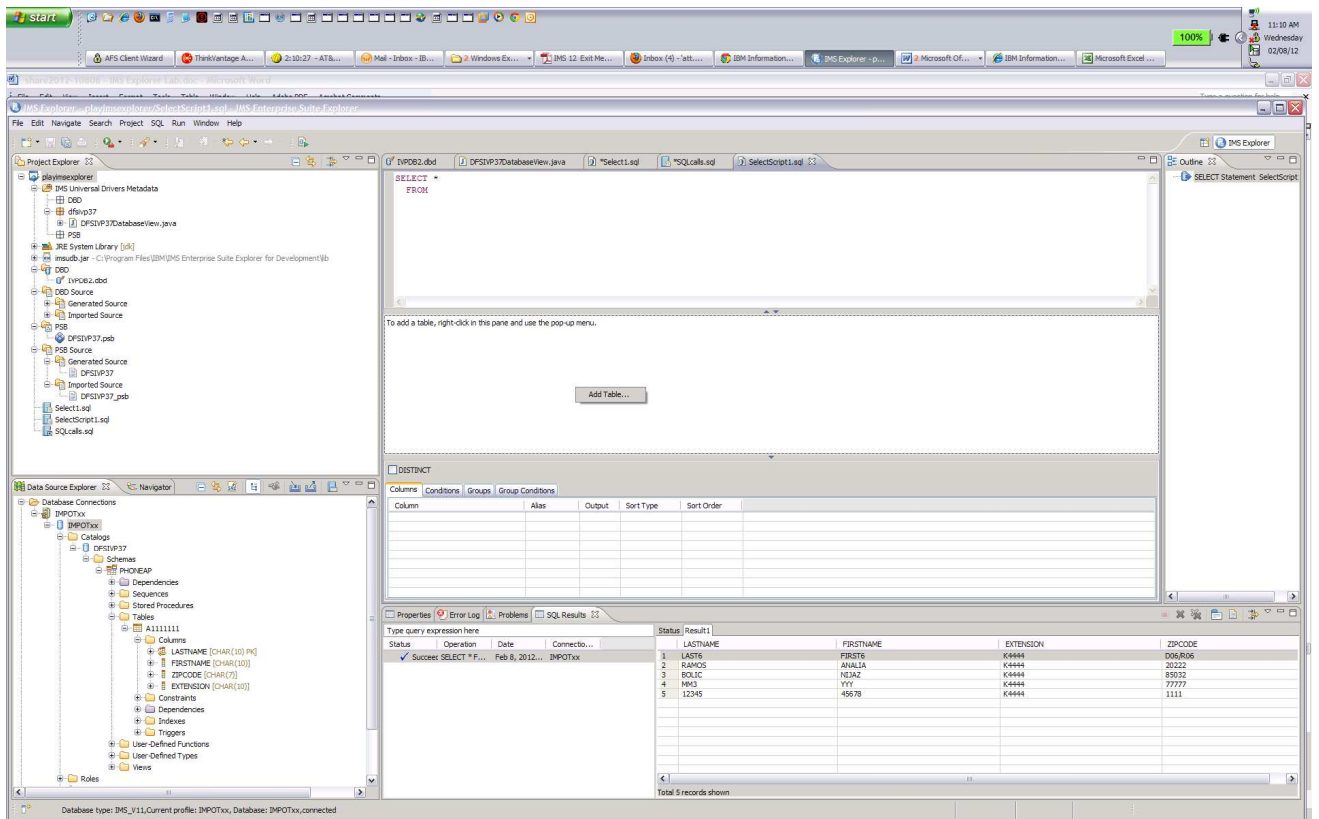 start
100%
11:10 AM
Wednesday
02/08/12
AFS Client Wizard
ThinkVantage A...
2:10:27 - AT&...
Mail - Inbox - IB...
2 Windows Ex...
IMS 12 Exit Me...
Inbox (4) - 'att....
IBM Information...
IMS Explorer - p...
2 Microsoft Of...
IBM Information...
Microsoft Excel ...
IMS Explorer - playimsexplorer/SelectScript1.sql - IMS Enterprise Suite Explorer
File Edit Navigate Search Project SQL Run Window Help
IMS Explorer
Project Explorer
playimsexplorer
IMS Universal Drivers Metadata
DBD
dfsivp37
DFSIVP37DatabaseView.java
PSB
JRE System Library [jdk]
imsudb.jar - C:\Program Files\IBM\IMS Enterprise Suite Explorer for Development\lib
DBD
IVPDB2.dbd
DBD Source
Generated Source
Imported Source
PSB
DFSIVP37.psb
PSB Source
Generated Source
DFSIVP37
Imported Source
DFSIVP37_psb
Select1.sql
SelectScript1.sql
SQLcalls.sql
IVPDB2.dbd
DFSIVP37DatabaseView.java
*Select1.sql
*SQLcalls.sql
SelectScript1.sql
SELECT *
FROM
To add a table, right-click in this pane and use the pop-up menu.
Add Table...
DISTINCT
Columns Conditions Groups Group Conditions
Column Alias Output Sort Type Sort Order
Outline
SELECT Statement SelectScript
Data Source Explorer
Navigator
Database Connections
IMPOTxx
IMPOTxx
Catalogs
DFSIVP37
Schemas
PHONEAP
Dependencies
Sequences
Stored Procedures
Tables
A1111111
Columns
LASTNAME [CHAR(10) PK]
FIRSTNAME [CHAR(10)]
ZIPCODE [CHAR(7)]
EXTENSION [CHAR(10)]
Constraints
Dependencies
Indexes
Triggers
User-Defined Functions
User-Defined Types
Views
Roles
Properties Error Log Problems SQL Results
Type query expression here
Status Operation Date Connectio...
Succeec SELECT * F... Feb 8, 2012... IMPOTxx
Status Result1
LASTNAME FIRSTNAME EXTENSION ZIPCODE
1 LAST6 FIRST6 K4444 D06/R06
2 RAMOS ANALIA K4444 20222
3 BOLIC NIJAZ K4444 85032
4 MM3 YYY K4444 77777
5 12345 45678 K4444 1111
Total 5 records shown
Database type: IMS_V11,Current profile: IMPOTxx, Database: IMPOTxx,connected